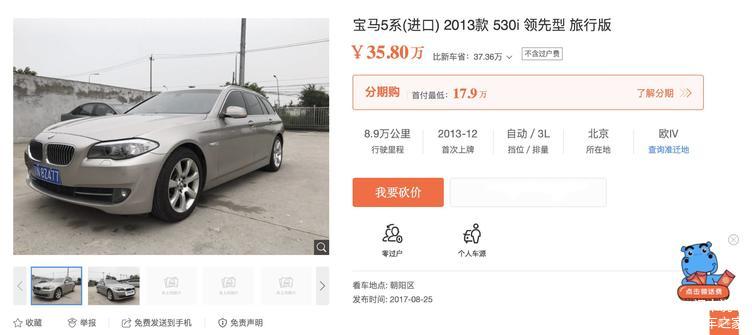 宝马5系(进口) 2013款 530i 领先型 旅行版
￥35.80万 比新车省：37.36万 不含过户费
分期购 首付最低：17.9万 了解分期
8.9万公里 2013-12 自动 / 3L 北京 欧IV
行驶里程 首次上牌 挡位 / 排量 所在地 查询准迁地
我要砍价
零过户 个人车源
看车地点: 朝阳区
发布时间: 2017-08-25
点击领话费
8Z477
收藏 举报 免费发送到手机 免责声明
车之家